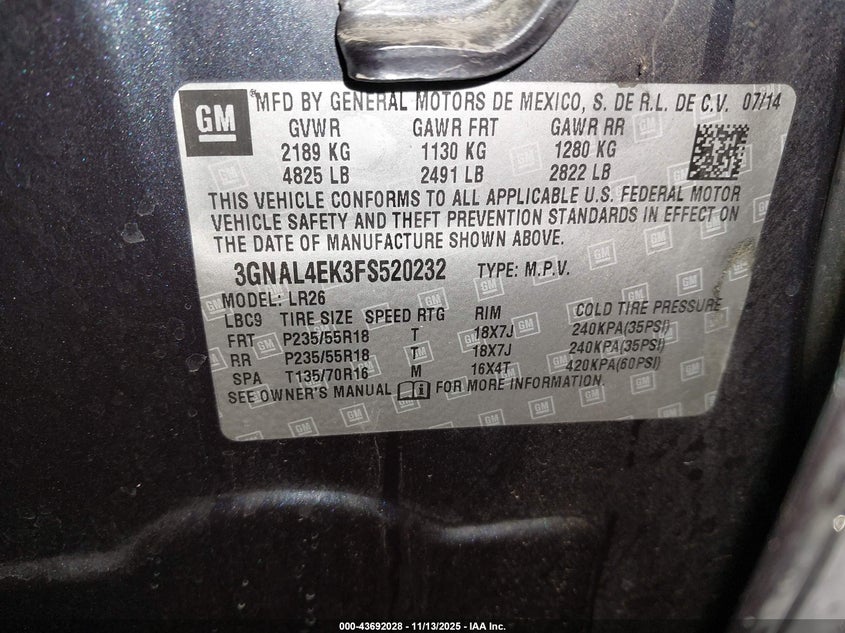 GM ® MFD BY GENERAL MOTORS DE MEXICO, S. DE R.L. DE C.V. 07/14
GVWR GAWR FRT GAWR RR
2189 KG 1130 KG 1280 KG
4825 LB 2491 LB 2822 LB
THIS VEHICLE CONFORMS TO ALL APPLICABLE U.S. FEDERAL MOTOR
VEHICLE SAFETY AND THEFT PREVENTION STANDARDS IN EFFECT ON
THE DATE OF MANUFACTURE SHOWN ABOVE.
3GNAL4EK3FS520232 TYPE: M.P.V.
MODEL: LR26
LBC9 TIRE SIZE SPEED RTG RIM COLD TIRE PRESSURE
FRT P235/55R18 T 18X7J 240KPA(35PSI)
RR P235/55R18 T 18X7J 240KPA(35PSI)
SPA T135/70R16 M 16X4T 420KPA(60PSI)
SEE OWNER'S MANUAL FOR MORE INFORMATION.
000-43692028 - 11/13/2025 - IAA Inc.